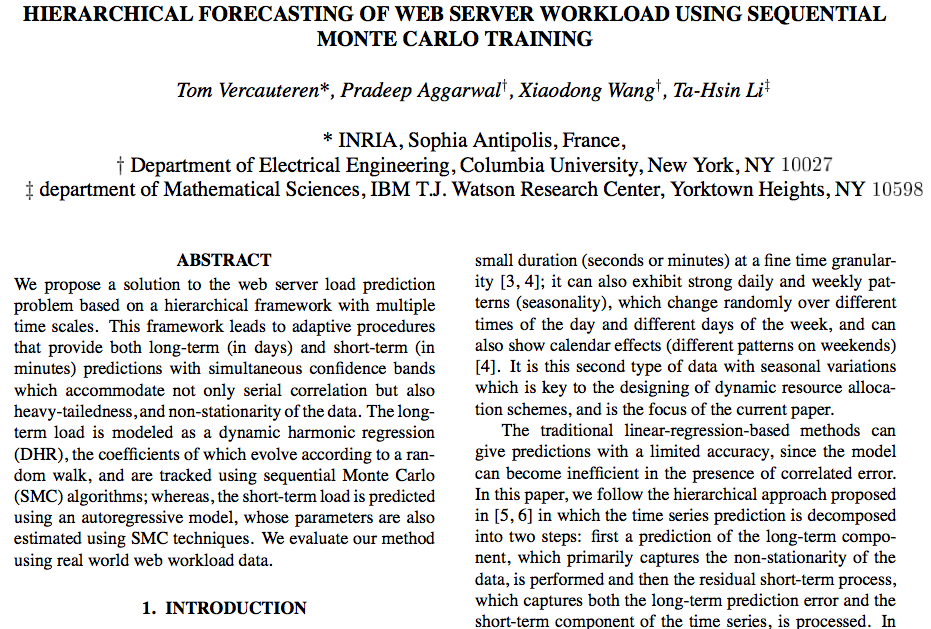 HIERARCHICAL FORECASTING OF WEB SERVER WORKLOAD USING SEQUENTIAL
MONTE CARLO TRAINING
Tom Vercauteren*, Pradeep Aggarwal†, Xiaodong Wang†, Ta-Hsin Li‡
* INRIA, Sophia Antipolis, France,
† Department of Electrical Engineering, Columbia University, New York, NY 10027
‡ department of Mathematical Sciences, IBM T.J. Watson Research Center, Yorktown Heights, NY 10598
ABSTRACT
We propose a solution to the web server load prediction
problem based on a hierarchical framework with multiple
time scales. This framework leads to adaptive procedures
that provide both long-term (in days) and short-term (in
minutes) predictions with simultaneous confidence bands
which accommodate not only serial correlation but also
heavy-tailedness, and non-stationarity of the data. The long-
term load is modeled as a dynamic harmonic regression
(DHR), the coefficients of which evolve according to a ran-
dom walk, and are tracked using sequential Monte Carlo
(SMC) algorithms; whereas, the short-term load is predicted
using an autoregressive model, whose parameters are also
estimated using SMC techniques. We evaluate our method
using real world web workload data.
1. INTRODUCTION
small duration (seconds or minutes) at a fine time granular-
ity [3, 4]; it can also exhibit strong daily and weekly pat-
terns (seasonality), which change randomly over different
times of the day and different days of the week, and can
also show calendar effects (different patterns on weekends)
[4]. It is this second type of data with seasonal variations
which is key to the designing of dynamic resource alloca-
tion schemes, and is the focus of the current paper.
The traditional linear-regression-based methods can
give predictions with a limited accuracy, since the model
can become inefficient in the presence of correlated error.
In this paper, we follow the hierarchical approach proposed
in [5, 6] in which the time series prediction is decomposed
into two steps: first a prediction of the long-term compo-
nent, which primarily captures the non-stationarity of the
data, is performed and then the residual short-term process,
which captures both the long-term prediction error and the
short-term component of the time series, is processed. In